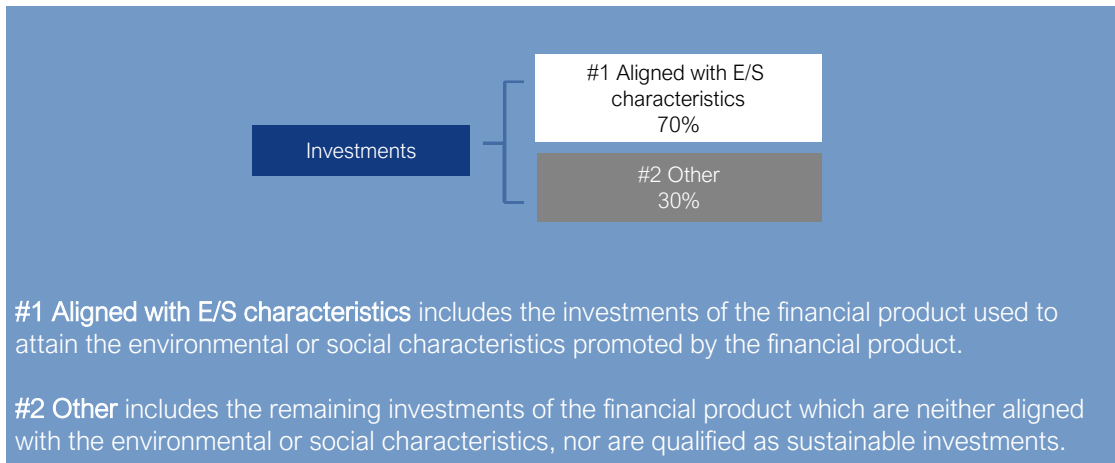 #1 Aligned with E/S
characteristics
70%
Investments
#2 Other
30%
#1 Aligned with E/S characteristics includes the investments of the financial product used to
attain the environmental or social characteristics promoted by the financial product.
#2 Other includes the remaining investments of the financial product which are neither aligned
with the environmental or social characteristics, nor are qualified as sustainable investments.